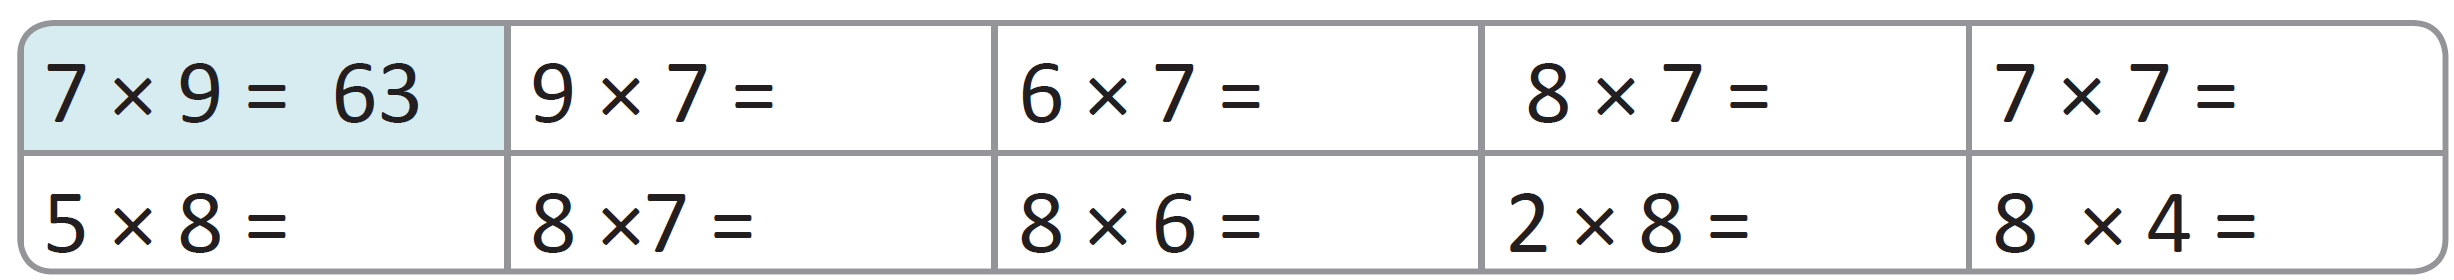 7 × 9 = 63 9 × 7 = 6 × 7 = 8 × 7 = 7 × 7 =
5 × 8 = 8 ×7 = 8 × 6 = 2 × 8 = 8 × 4 =